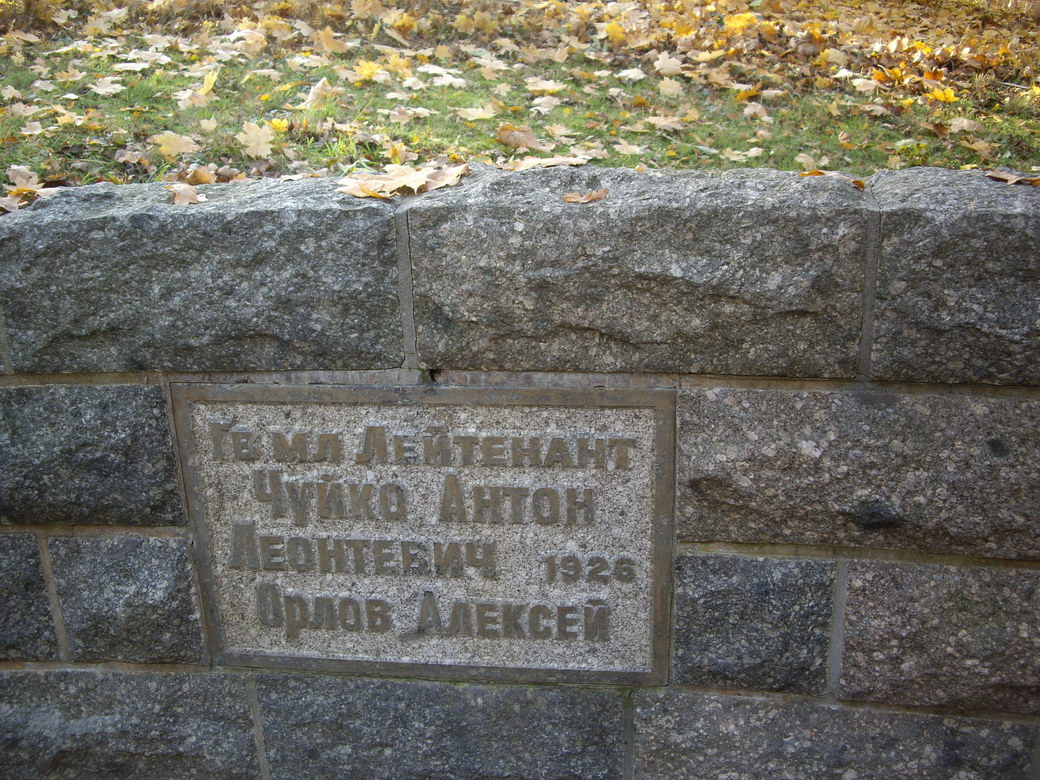 Гв мл Лейтенант
Чуйко Антон
Леонтевич 1926
Орлов Алексей